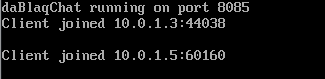 daBlaqChat running on port 8085
Client joined 10.0.1.3:44038
Client joined 10.0.1.5:60160